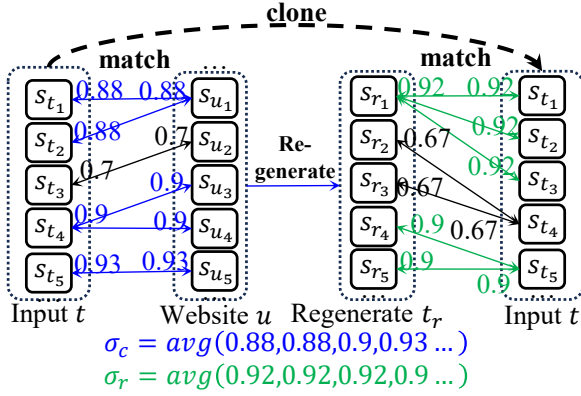 clone
match
match
s_{t_1}
0.88
0.88
s_{u_1}
s_{r_1}
0.92
0.92
s_{t_1}
s_{t_2}
0.88
0.7
s_{u_2}
Re-
generate
s_{r_2}
0.67
0.92
s_{t_2}
s_{t_3}
0.7
0.9
s_{u_3}
s_{r_3}
0.67
0.92
s_{t_3}
s_{t_4}
0.9
0.9
s_{u_4}
s_{r_4}
0.9
0.67
s_{t_4}
s_{t_5}
0.93
0.93
s_{u_5}
s_{r_5}
0.9
0.9
s_{t_5}
Input t
Website u
Regenerate t_r
Input t
σ_c = avg(0.88,0.88,0.9,0.93 … )
σ_r = avg(0.92,0.92,0.92,0.9 … )